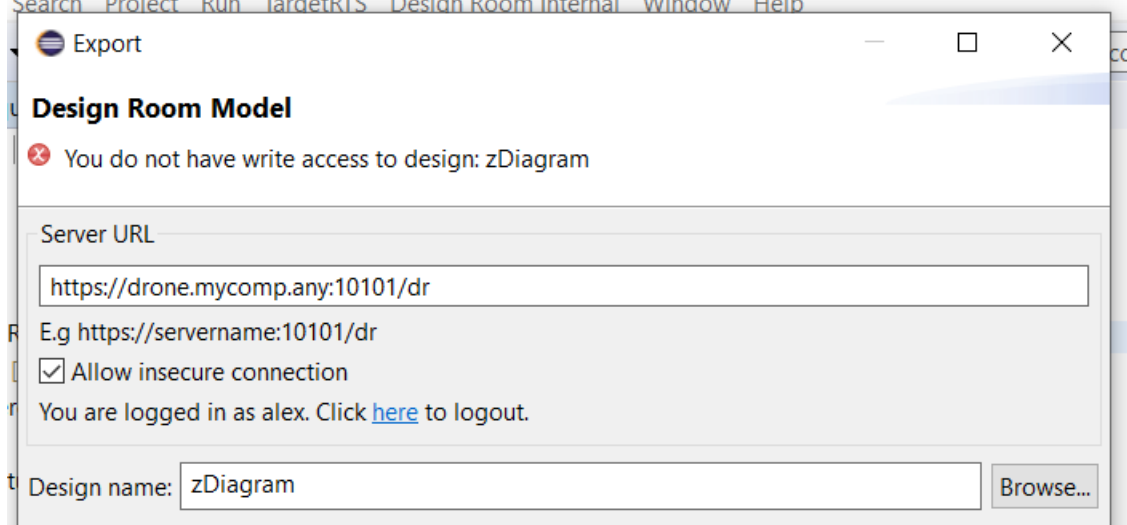 Search Project Run TargetRTS Design Room Internal Window Help
Export
Design Room Model
You do not have write access to design: zDiagram
Server URL
https://drone.mycomp.any:10101/dr
E.g https://servername:10101/dr
Allow insecure connection
You are logged in as alex. Click here to logout.
Design name: zDiagram Browse...